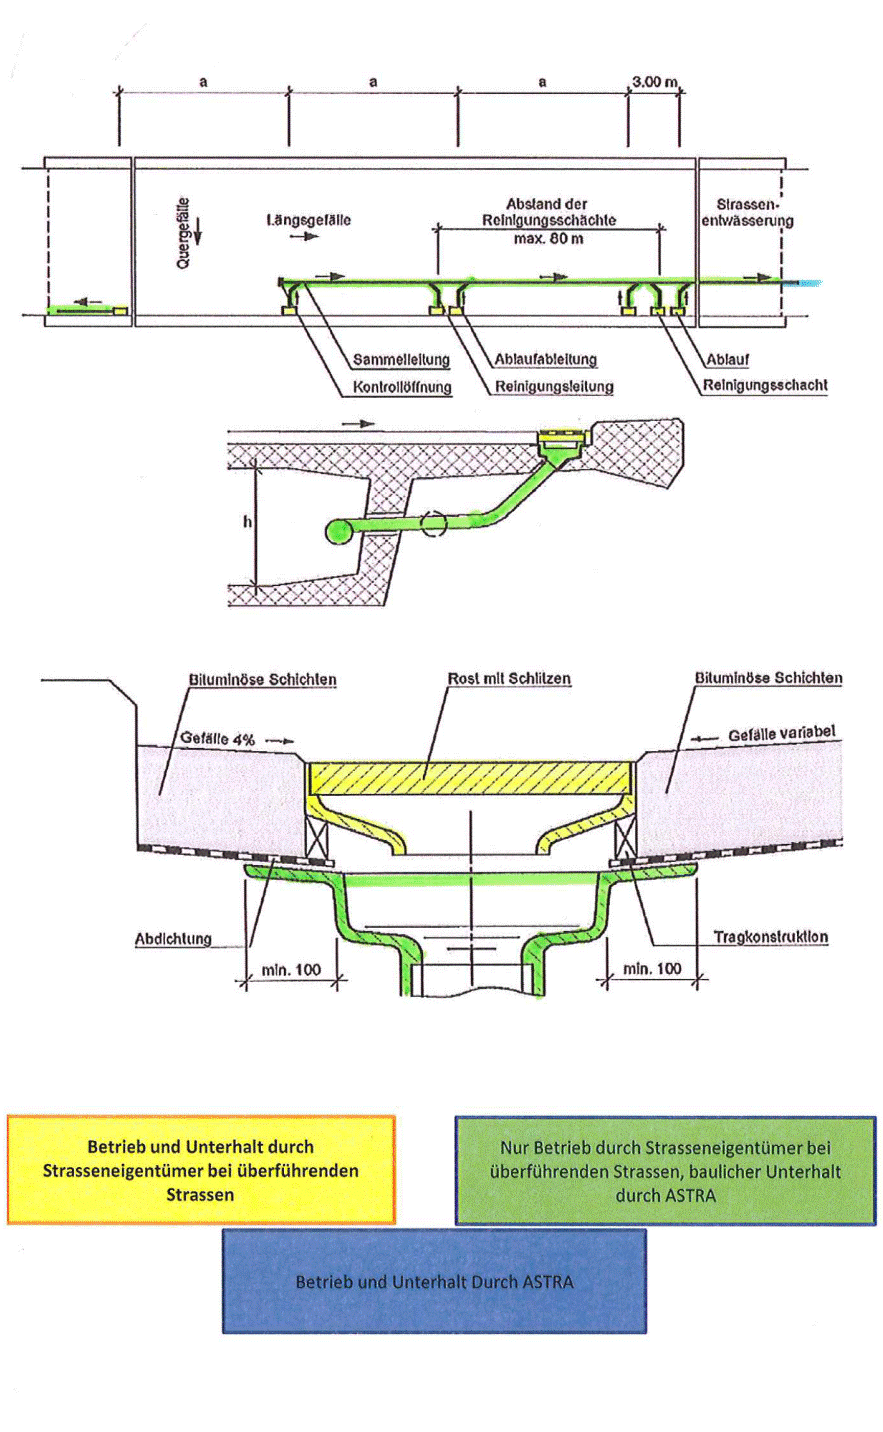 a a a 3.00 m
Quergefälle
Längsgefälle
Abstand der
Reinigungsschächte
max. 80 m
Strassen-
entwässerung
Sammelleitung
Kontrollöffnung
Ablaufableitung
Reinigungsleitung
Ablauf
Reinigungsschacht
h
Bituminöse Schichten
Rost mit Schlitzen
Bituminöse Schichten
Gefälle 4%
Gefälle variabel
Abdichtung
Tragkonstruktion
min. 100
min. 100
Betrieb und Unterhalt durch
Strasseneigentümer bei überführenden
Strassen
Nur Betrieb durch Strasseneigentümer bei
überführenden Strassen, baulicher Unterhalt
durch ASTRA
Betrieb und Unterhalt Durch ASTRA